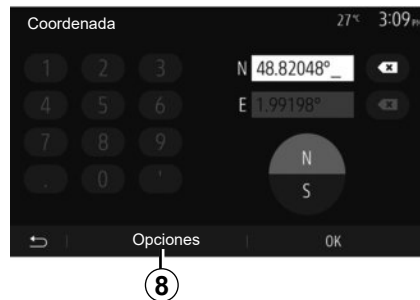 Coordenada 27°C 3:09PM
1 2 3 N 48.82048°_
4 5 6 E 1.99198°
7 8 9 N
. 0 ' S
Opciones OK
8